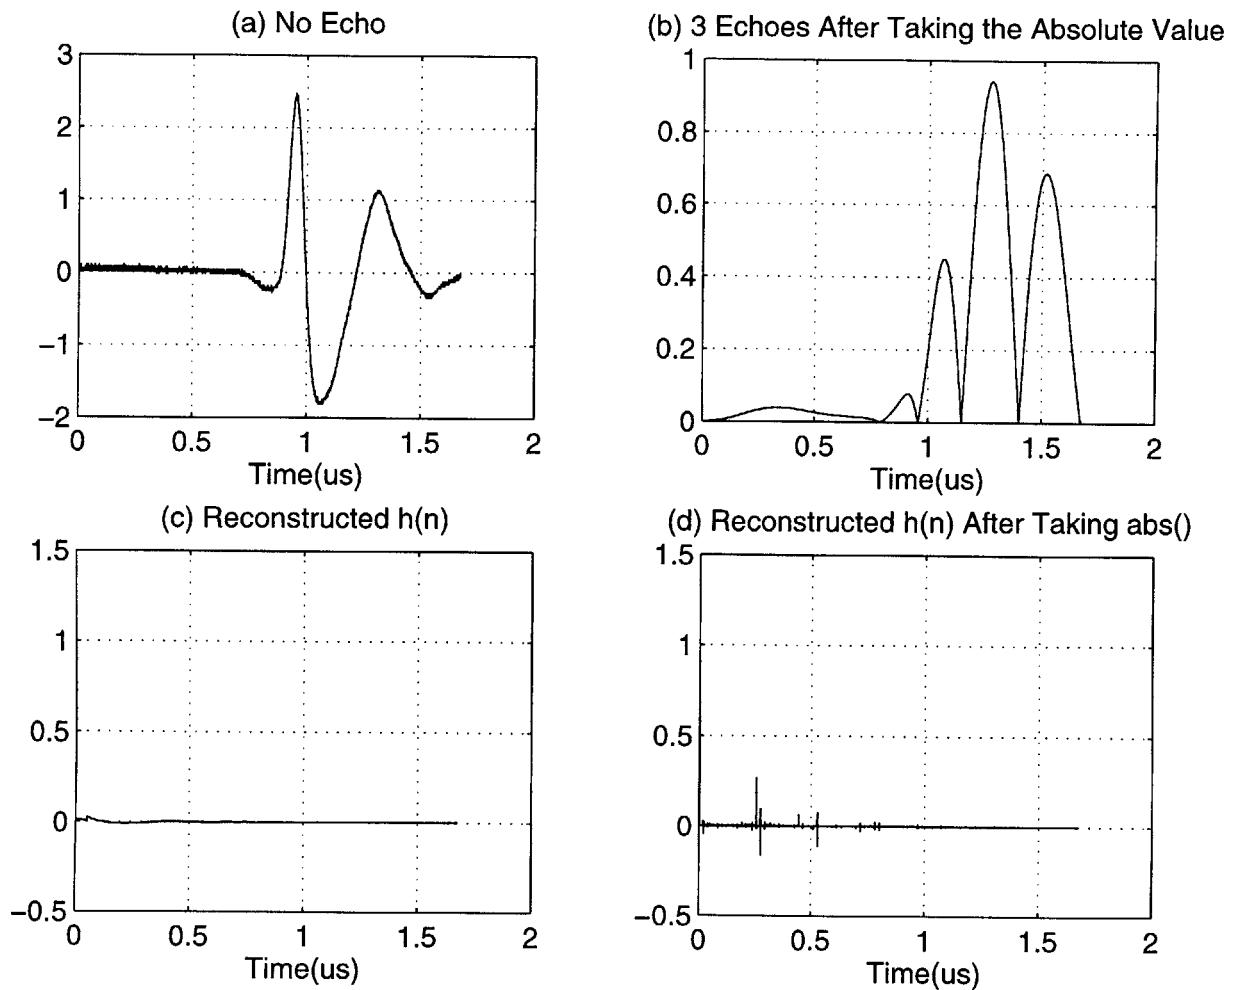 (a) No Echo
3
2
1
0
−1
−2
0 0.5 1 1.5 2
Time(us)
(b) 3 Echoes After Taking the Absolute Value
1
0.8
0.6
0.4
0.2
0
0 0.5 1 1.5 2
Time(us)
(c) Reconstructed h(n)
1.5
1
0.5
0
−0.5
0 0.5 1 1.5 2
Time(us)
(d) Reconstructed h(n) After Taking abs()
1.5
1
0.5
0
−0.5
0 0.5 1 1.5 2
Time(us)